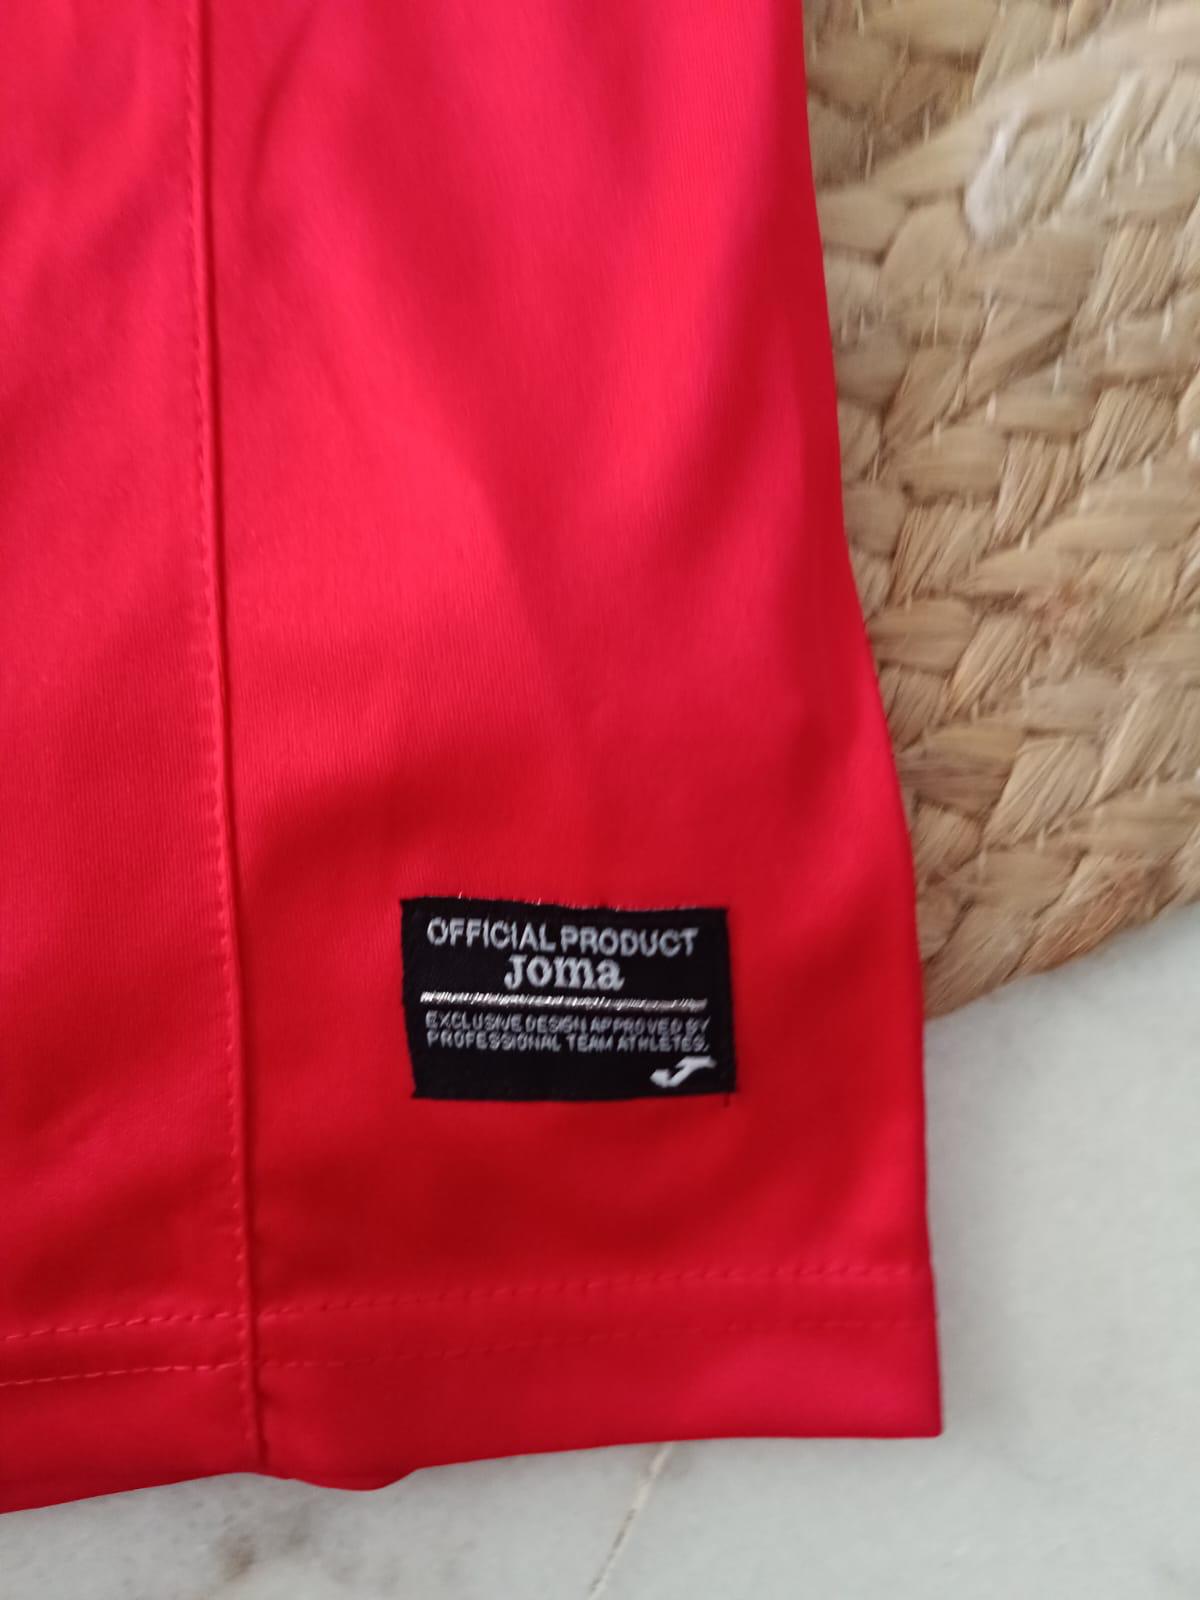 OFFICIAL PRODUCT
Joma
EXCLUSIVE DESIGN APPROVED BY
PROFESSIONAL TEAM ATHLETES.